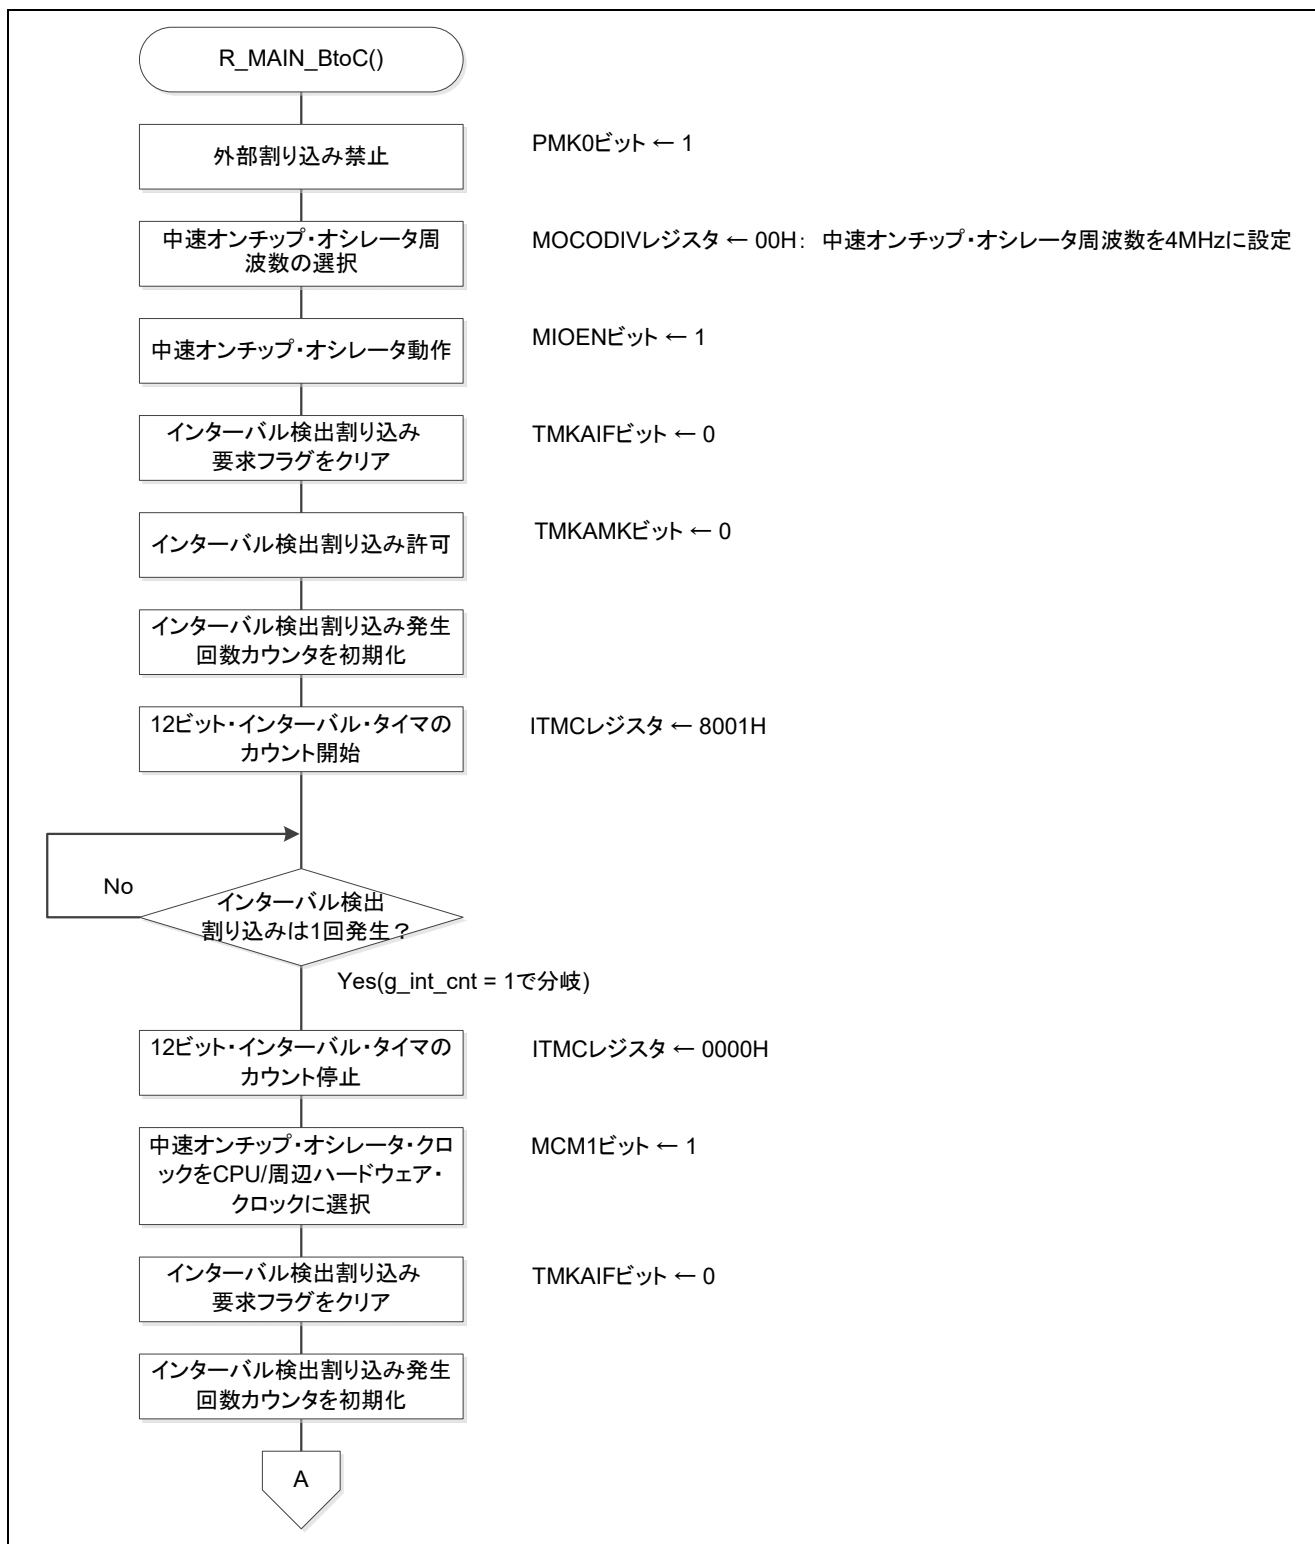 R_MAIN_BtoC()
外部割り込み禁止
PMK0ビット ← 1
中速オンチップ・オシレータ周
波数の選択
MOCODIVレジスタ ← 00H: 中速オンチップ・オシレータ周波数を4MHzに設定
中速オンチップ・オシレータ動作
MIOENビット ← 1
インターバル検出割り込み
要求フラグをクリア
TMKAIFビット ← 0
インターバル検出割り込み許可
TMKAMKビット ← 0
インターバル検出割り込み発生
回数カウンタを初期化
12ビット・インターバル・タイマの
カウント開始
ITMCレジスタ ← 8001H
No
インターバル検出
割り込みは1回発生?
Yes(g_int_cnt = 1で分岐)
12ビット・インターバル・タイマの
カウント停止
ITMCレジスタ ← 0000H
中速オンチップ・オシレータ・クロ
ックをCPU/周辺ハードウェア・
クロックに選択
MCM1ビット ← 1
インターバル検出割り込み
要求フラグをクリア
TMKAIFビット ← 0
インターバル検出割り込み発生
回数カウンタを初期化
A